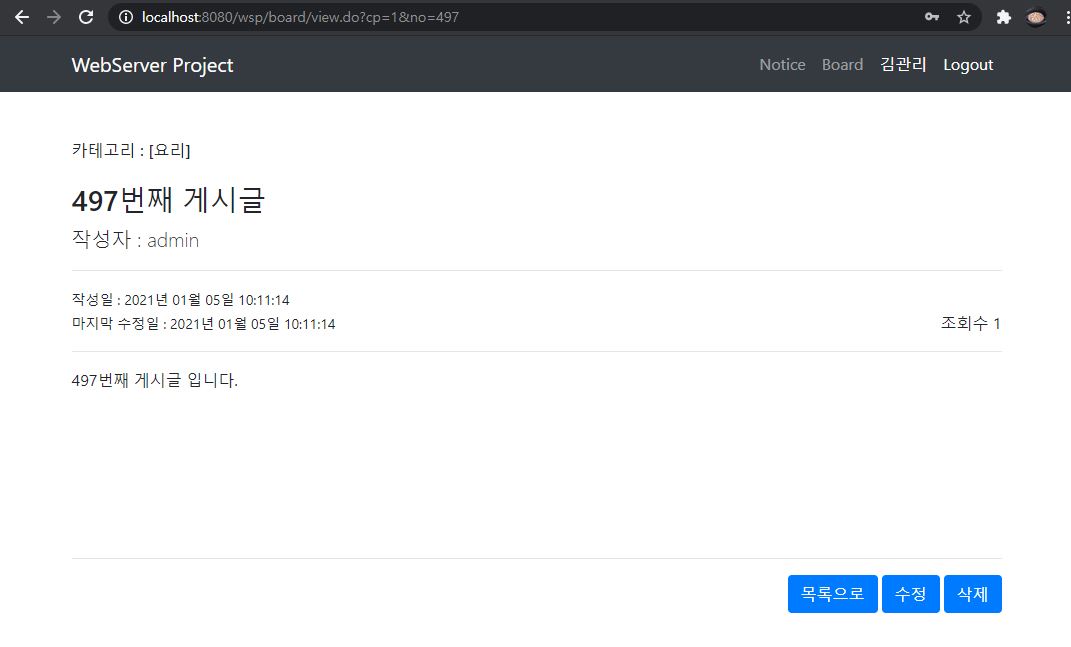 localhost:8080/wsp/board/view.do?cp=1&no=497
WebServer Project Notice Board 김관리 Logout
카테고리 : [요리]
497번째 게시글
작성자 : admin
작성일 : 2021년 01월 05일 10:11:14
마지막 수정일 : 2021년 01월 05일 10:11:14 조회수 1
497번째 게시글 입니다.
목록으로 수정 삭제